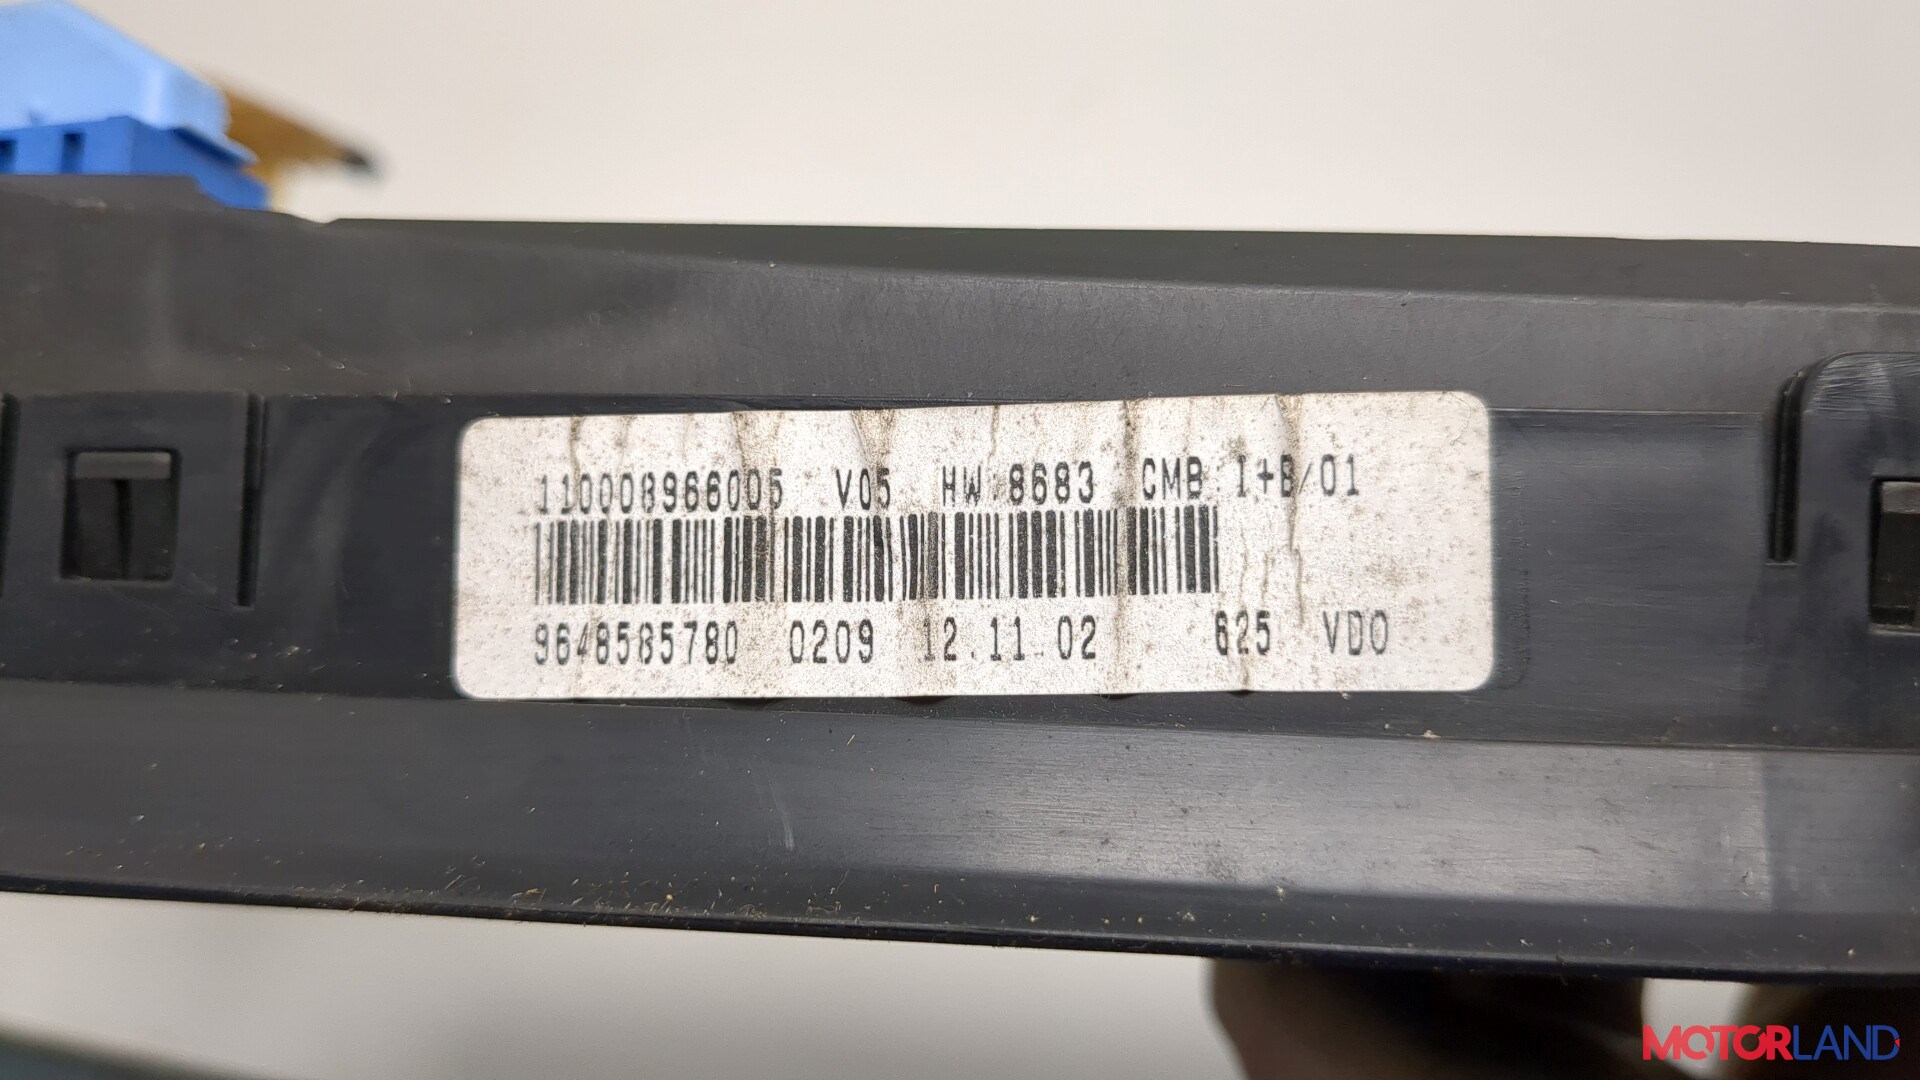 110008966005 V05 HW 8683 CMB I+B/01
9648585780 0209 12.11.02 625 VDO
MOTORLAND